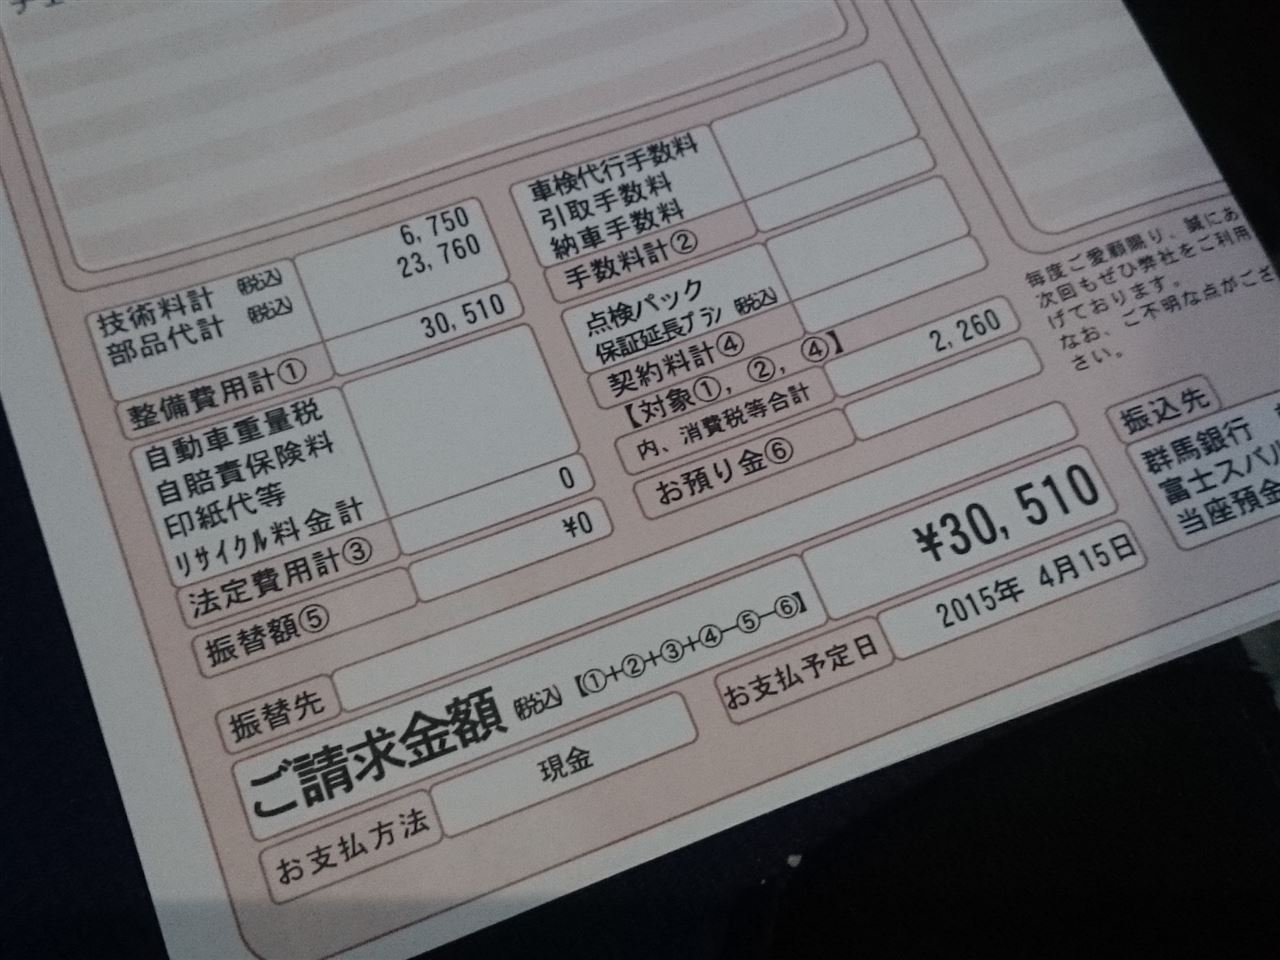 技術料計 (税込) 6,750
部品代計 (税込) 23,760
整備費用計① 30,510
自動車重量税
自賠責保険料
印紙代等
リサイクル料金計
法定費用計③ 0
振替額⑤ ¥0
車検代行手数料
引取手数料
納車手数料
手数料計②
点検パック
保証延長プラン (税込)
契約料計④
【対象①,②,④】
内、消費税等合計 2,260
お預り金⑥
振替先
ご請求金額 (税込) 【①+②+③+④-⑤-⑥】 ¥30,510
お支払方法 現金
お支払予定日 2015年 4月15日
毎度ご愛顧賜り、誠にあ
次回もぜひ弊社をご利用
げております。
なお、ご不明な点がござ
さい。
振込先
群馬銀行
富士スバル
当座預金